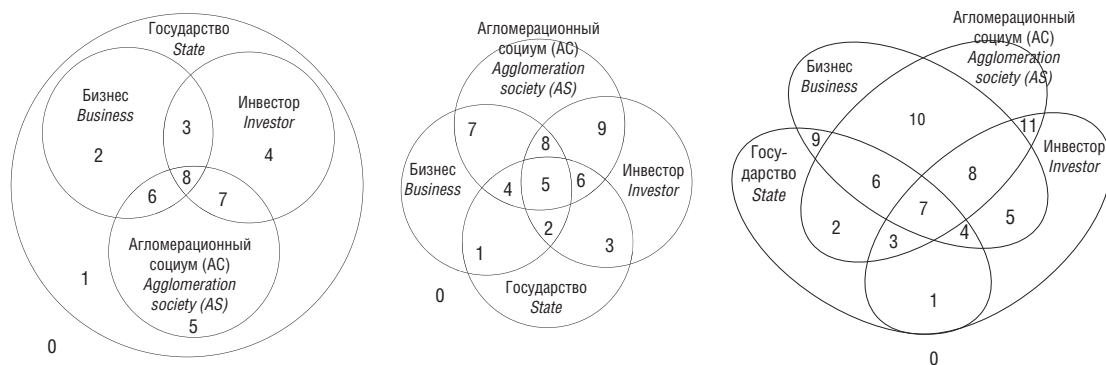 Государство
State
Бизнес
Business
Инвестор
Investor
3
2
4
8
6
7
Агломерационный
социум (АС)
Agglomeration
society (AS)
1
5
0
Агломерационный
социум (АС)
Agglomeration
society (AS)
7
9
8
Бизнес
Business
Инвестор
Investor
4
5
6
2
1
3
Государство
State
0
Агломерационный
социум (АС)
Agglomeration
society (AS)
Бизнес
Business
10
11
9
Инвестор
Investor
Госу-
дарство
State
6
8
7
2
5
3
4
1
0